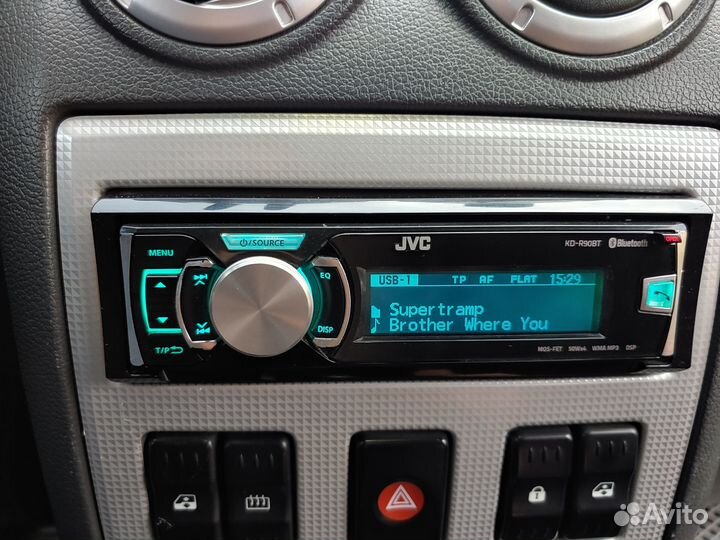 MENU
⏻/SOURCE
JVC
KD-R90BT
Bluetooth
OPEN
EQ
USB-1 TP AF FLAT 15:29
Supertramp
Brother Where You
T/P
DISP
MOS-FET 50Wx4 WMA MP3 DSP
Avito